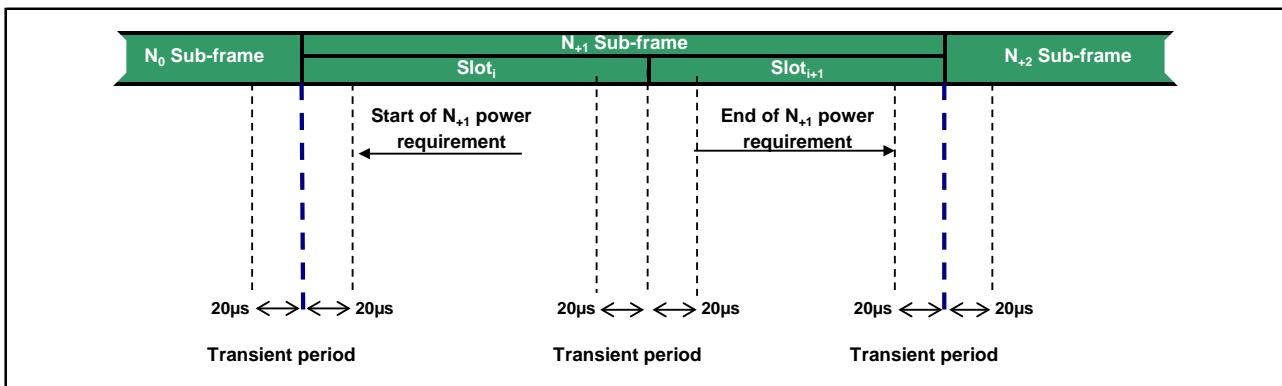 N₀ Sub-frame
N₊₁ Sub-frame
N₊₂ Sub-frame
Slotᵢ
Slotᵢ₊₁
Start of N₊₁ power
requirement
End of N₊₁ power
requirement
20µs
20µs
20µs
20µs
20µs
20µs
Transient period
Transient period
Transient period